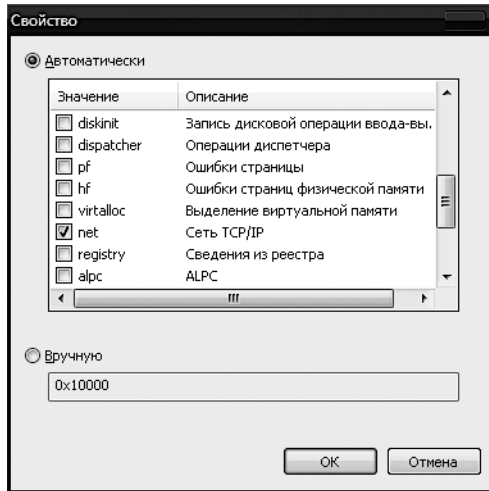 Свойство
Автоматически
Значение Описание
diskinit Запись дисковой операции ввода-вы.
dispatcher Операции диспетчера
pf Ошибки страницы
hf Ошибки страниц физической памяти
virtalloc Выделение виртуальной памяти
net Сеть TCP/IP
registry Сведения из реестра
alpc ALPC
Вручную
0x10000
OK Отмена